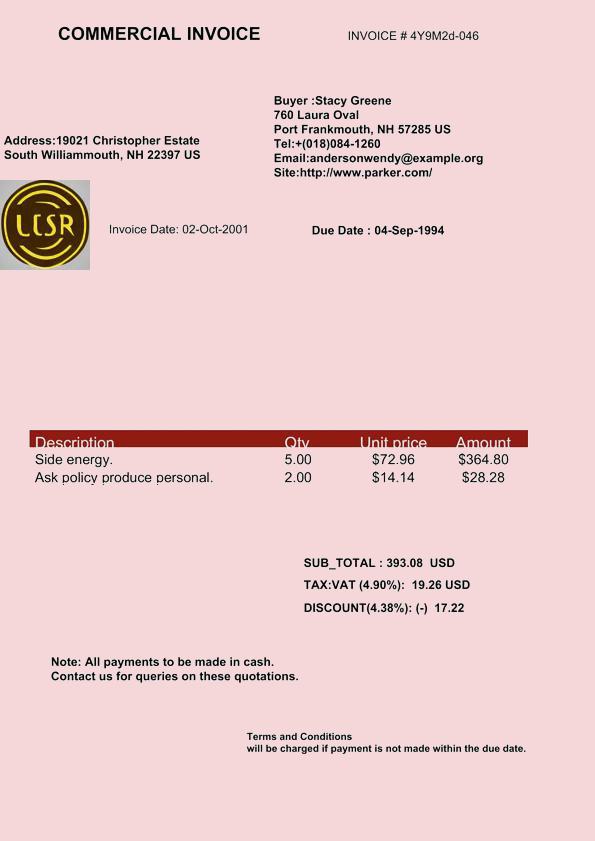 COMMERCIAL INVOICE
INVOICE # 4Y9M2d-046
Buyer :Stacy Greene
760 Laura Oval
Port Frankmouth, NH 57285 US
Tel:+(018)084-1260
Email:andersonwendy@example.org
Site:http://www.parker.com/
Address:19021 Christopher Estate
South Williammouth, NH 22397 US
LCSR
Invoice Date: 02-Oct-2001
Due Date : 04-Sep-1994
Description Qty Unit price Amount
Side energy. 5.00 $72.96 $364.80
Ask policy produce personal. 2.00 $14.14 $28.28
SUB_TOTAL : 393.08 USD
TAX:VAT (4.90%): 19.26 USD
DISCOUNT(4.38%): (-) 17.22
Note: All payments to be made in cash.
Contact us for queries on these quotations.
Terms and Conditions
will be charged if payment is not made within the due date.